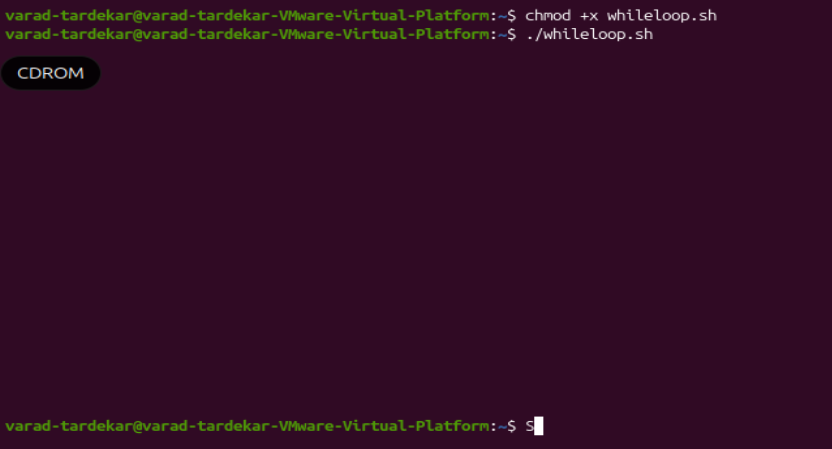 varad-tardekar@varad-tardekar-VMware-Virtual-Platform:~$ chmod +x whileloop.sh
varad-tardekar@varad-tardekar-VMware-Virtual-Platform:~$ ./whileloop.sh
CDROM
varad-tardekar@varad-tardekar-VMware-Virtual-Platform:~$ S